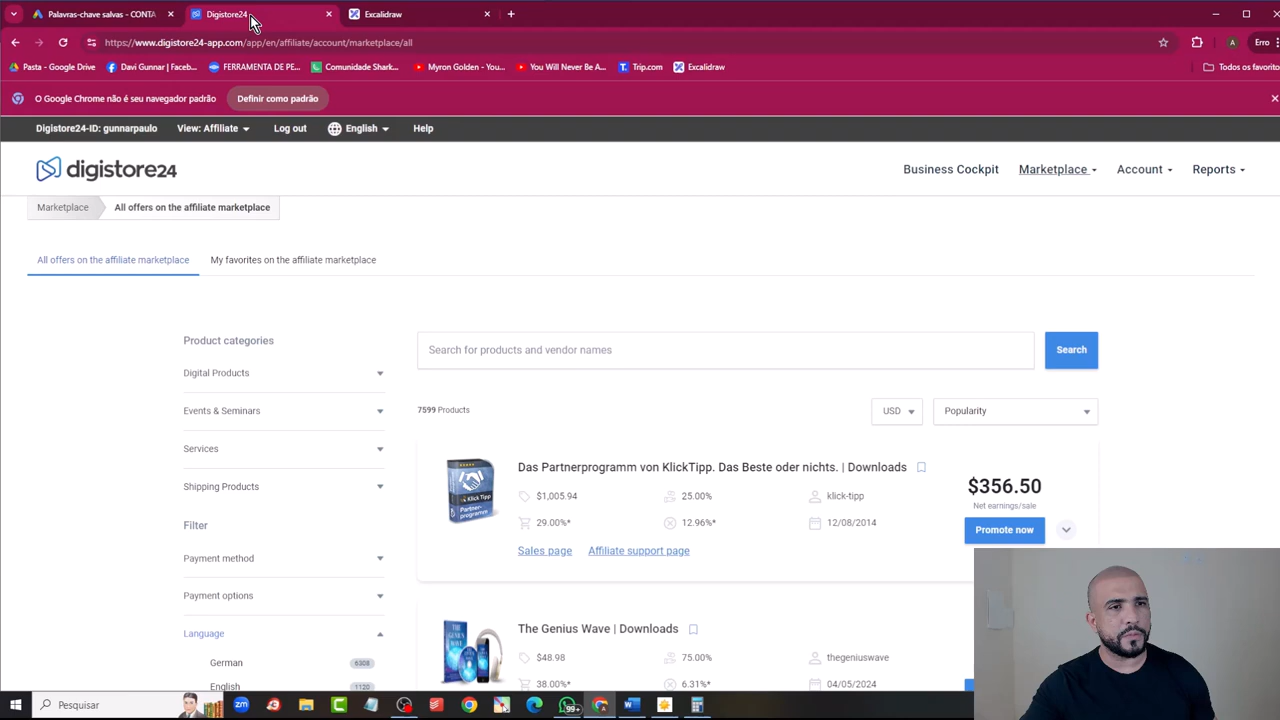 Palavras-chave salvas - CONTA
Digistore24
Excalidraw
https://www.digistore24-app.com/app/en/affiliate/account/marketplace/all
A
Erro
Pasta - Google Drive
Davi Gunnar | Faceb...
FERRAMENTA DE PE...
Comunidade Shark...
Myron Golden - You...
You Will Never Be A...
Trip.com
Excalidraw
Todos os favorito
O Google Chrome não é seu navegador padrão
Definir como padrão
Digistore24-ID: gunnarpaulo
View: Affiliate
Log out
English
Help
digistore24
Business Cockpit
Marketplace
Account
Reports
Marketplace
All offers on the affiliate marketplace
All offers on the affiliate marketplace
My favorites on the affiliate marketplace
Product categories
Digital Products
Events & Seminars
Services
Shipping Products
Filter
Payment method
Payment options
Language
German
6308
English
1120
Search for products and vendor names
Search
7599 Products
USD
Popularity
Das Partnerprogramm von KlickTipp. Das Beste oder nichts. | Downloads
$1,005.94
25.00%
klick-tipp
29.00%*
12.96%*
12/08/2014
Sales page
Affiliate support page
$356.50
Net earnings/sale
Promote now
Klick Tipp
Partner-
programm
The Genius Wave | Downloads
$48.98
75.00%
thegeniuswave
38.00%*
6.31%*
04/05/2024
Pesquisar
zm
99+